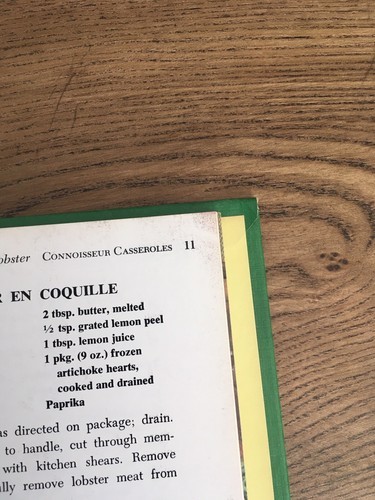 obster CONNOISSEUR CASSEROLES 11
R EN COQUILLE
2 tbsp. butter, melted
½ tsp. grated lemon peel
1 tbsp. lemon juice
1 pkg. (9 oz.) frozen
artichoke hearts,
cooked and drained
Paprika
as directed on package; drain.
to handle, cut through mem-
with kitchen shears. Remove
ally remove lobster meat from